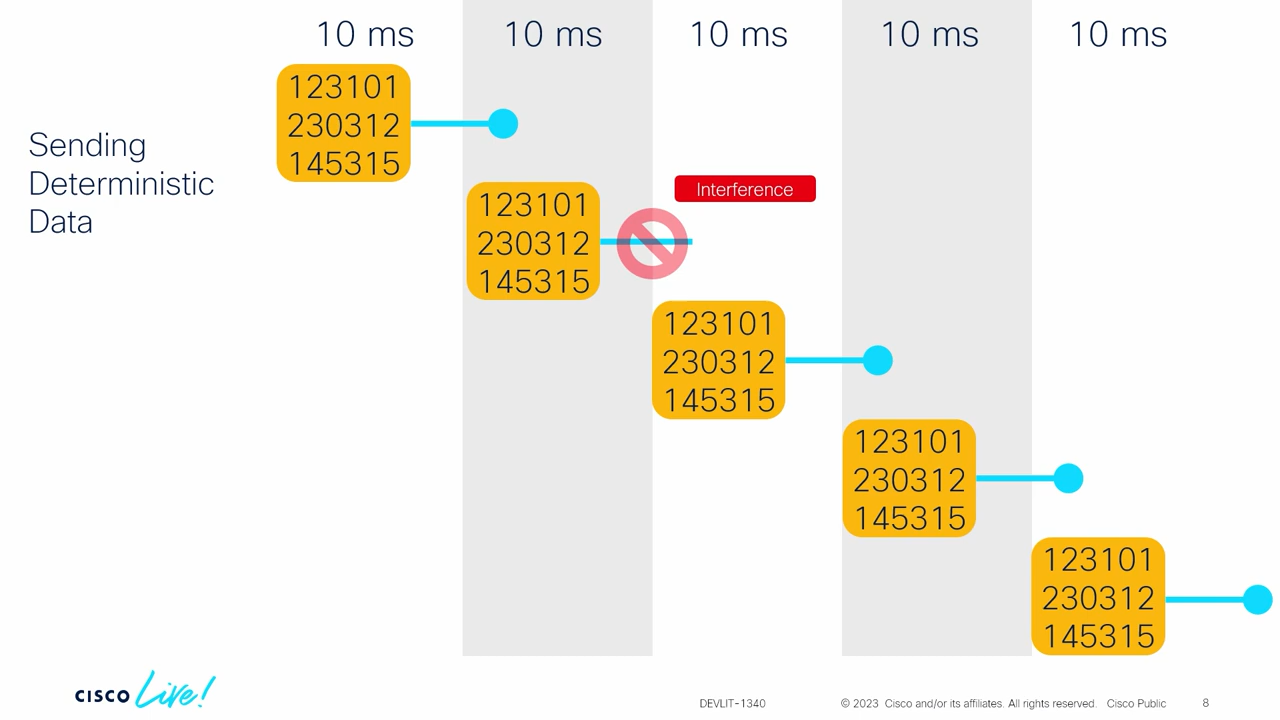 10 ms
10 ms
10 ms
10 ms
10 ms
Sending
Deterministic
Data
123101
230312
145315
123101
230312
145315
Interference
123101
230312
145315
123101
230312
145315
123101
230312
145315
CISCO Live!
DEVLIT-1340
© 2023 Cisco and/or its affiliates. All rights reserved. Cisco Public
8